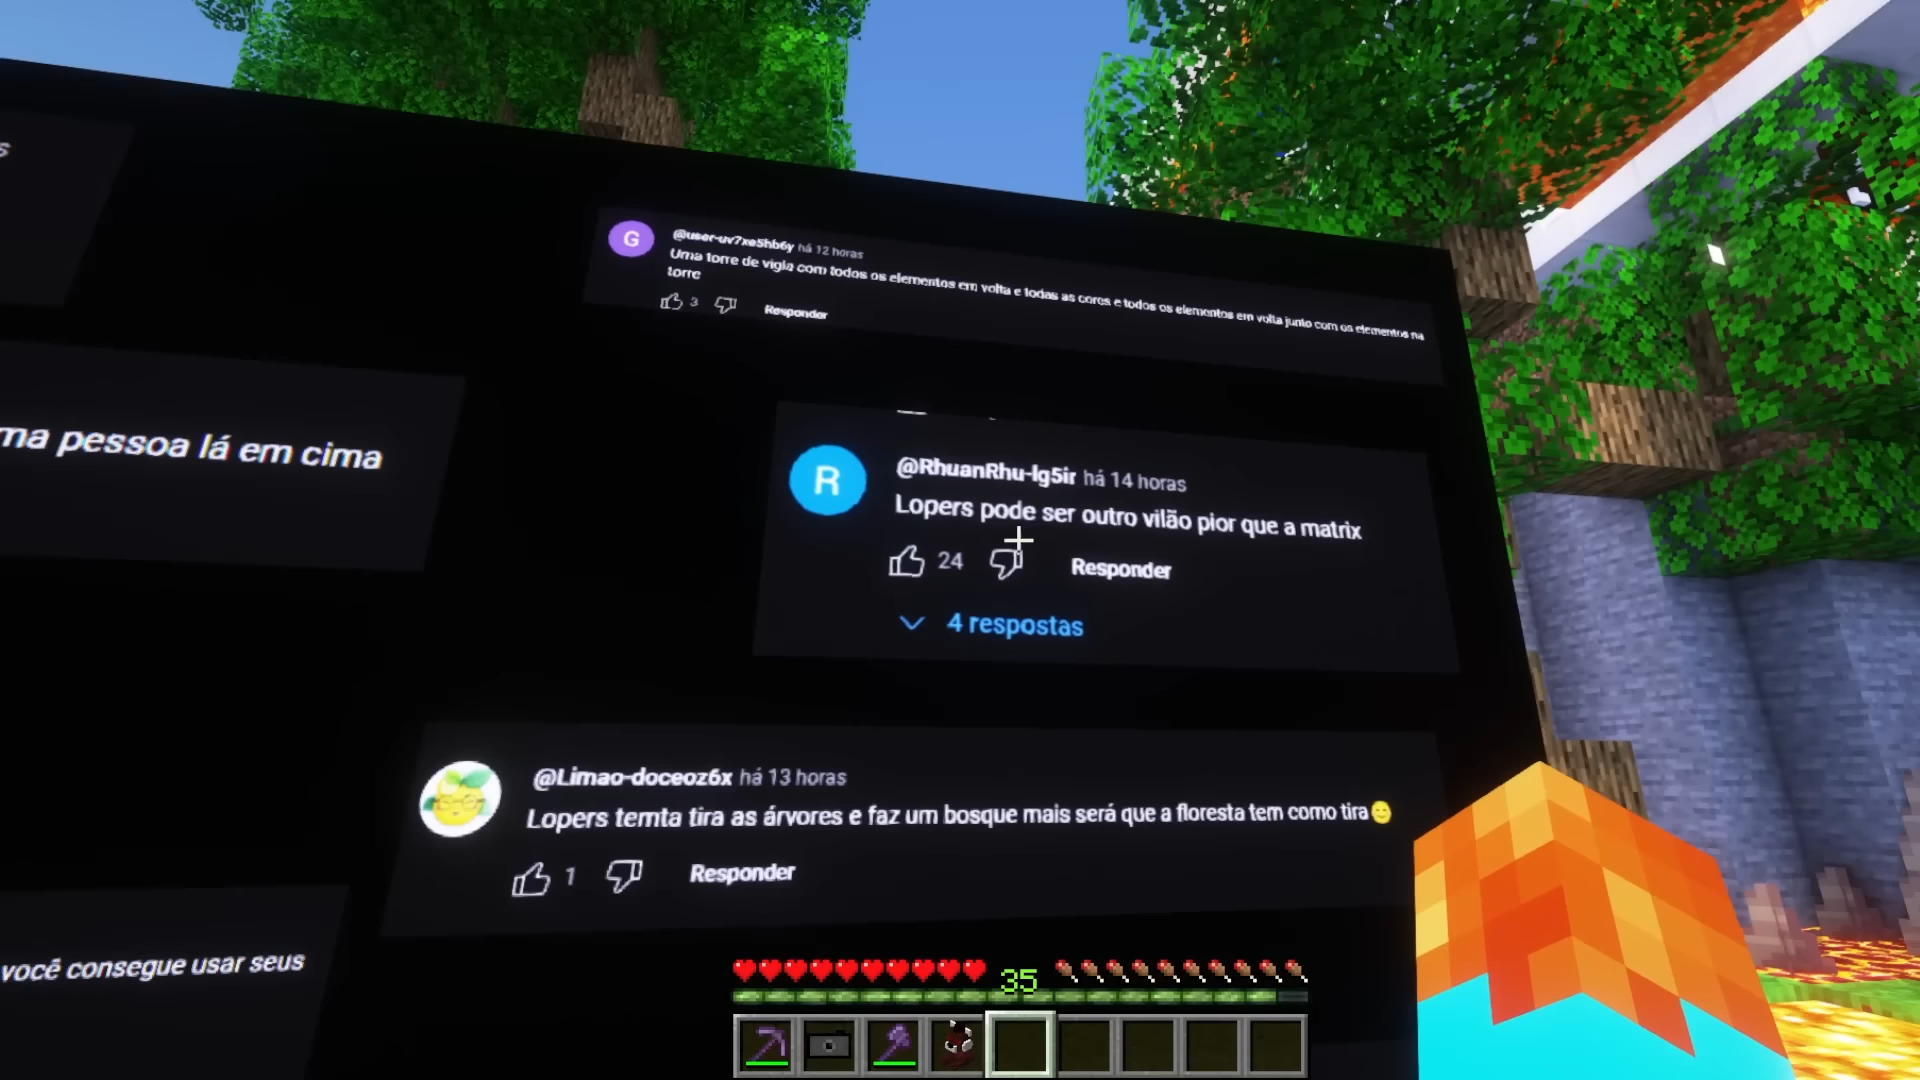 s
G
@user-uv7xe5hb6y há 12 horas
Uma torre de vigia com todos os elementos em volta e todas as cores e todos os elementos em volta junto com os elementos na
torre
3 Responder
ma pessoa lá em cima
R
@RhuanRhu-lg5ir há 14 horas
Lopers pode ser outro vilão pior que a matrix
24 Responder
4 respostas
@Limao-doceoz6x há 13 horas
Lopers temta tira as árvores e faz um bosque mais será que a floresta tem como tira
1 Responder
você consegue usar seus
35